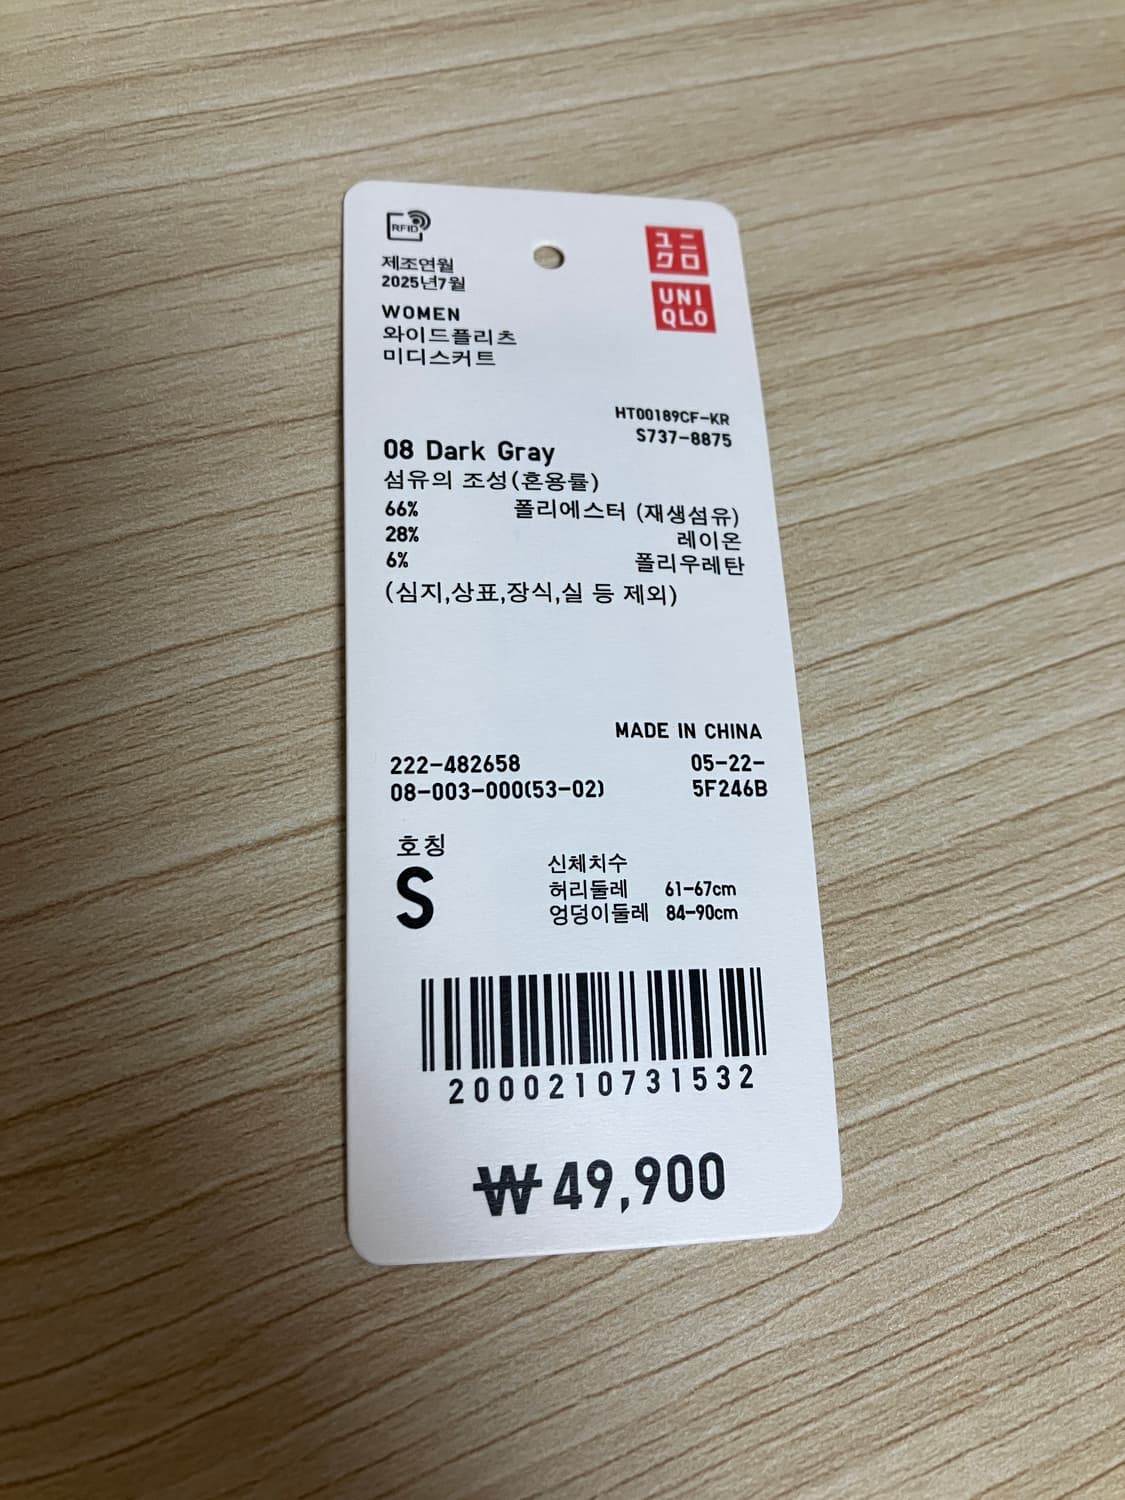 RFID
제조연월
2025년7월
WOMEN
와이드플리츠
미디스커트
ユニ
クロ
UNI
QLO
HT00189CF-KR
S737-8875
08 Dark Gray
섬유의 조성(혼용률)
66% 폴리에스터 (재생섬유)
28% 레이온
6% 폴리우레탄
(심지,상표,장식,실 등 제외)
MADE IN CHINA
222-482658 05-22-
08-003-000(53-02) 5F246B
호칭
S
신체치수
허리둘레 61-67cm
엉덩이둘레 84-90cm
2000210731532
₩49,900